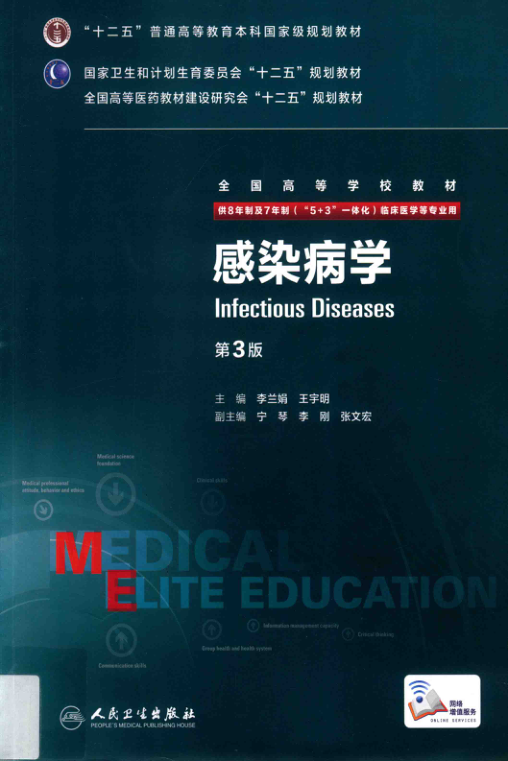 “十二五”普通高等教育本科国家级规划教材
国家卫生和计划生育委员会“十二五”规划教材
全国高等医药教材建设研究会“十二五”规划教材
全国高等学校教材
供8年制及7年制(“5+3”一体化)临床医学等专业用
感染病学
Infectious Diseases
第3版
主 编 李兰娟 王宇明
副主编 宁 琴 李 刚 张文宏
Medical science
foundation
Medical professional
attitude, behavior and ethics
Clinical skills
MEDICAL
ELITE EDUCATION
Information management capacity
Critical thinking
Group health and health system
Communication skills
人民卫生出版社
PEOPLE'S MEDICAL PUBLISHING HOUSE
网络
增值服务
ONLINE SERVICES